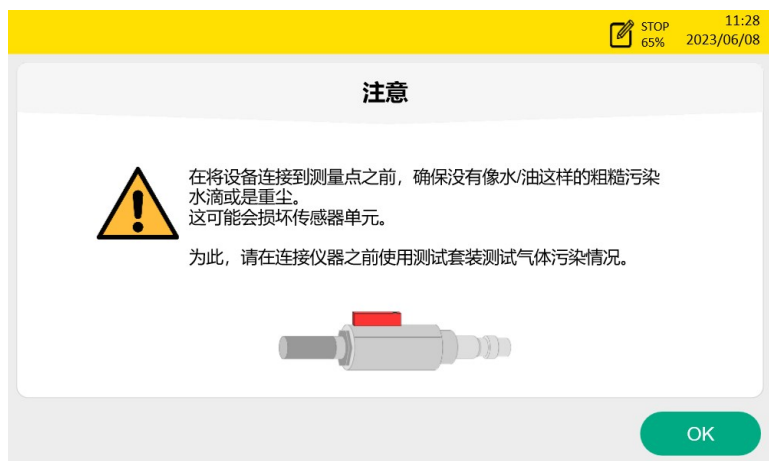 STOP
65%
11:28
2023/06/08
注意
在将设备连接到测量点之前，确保没有像水/油这样的粗糙污染
水滴或是重尘。
这可能会损坏传感器单元。
为此，请在连接仪器之前使用测试套装测试气体污染情况。
OK